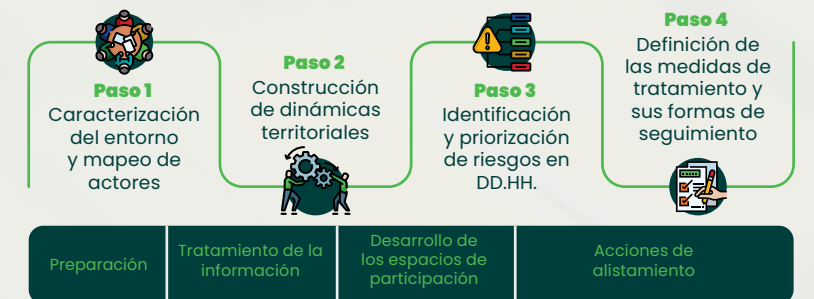 Paso 1
Caracterización
del entorno
y mapeo de
actores
Paso 2
Construcción
de dinámicas
territoriales
Paso 3
Identificación
y priorización
de riesgos en
DD.HH.
Paso 4
Definición de
las medidas de
tratamiento y
sus formas de
seguimiento
Preparación
Tratamiento de la
información
Desarrollo de
los espacios de
participación
Acciones de
alistamiento